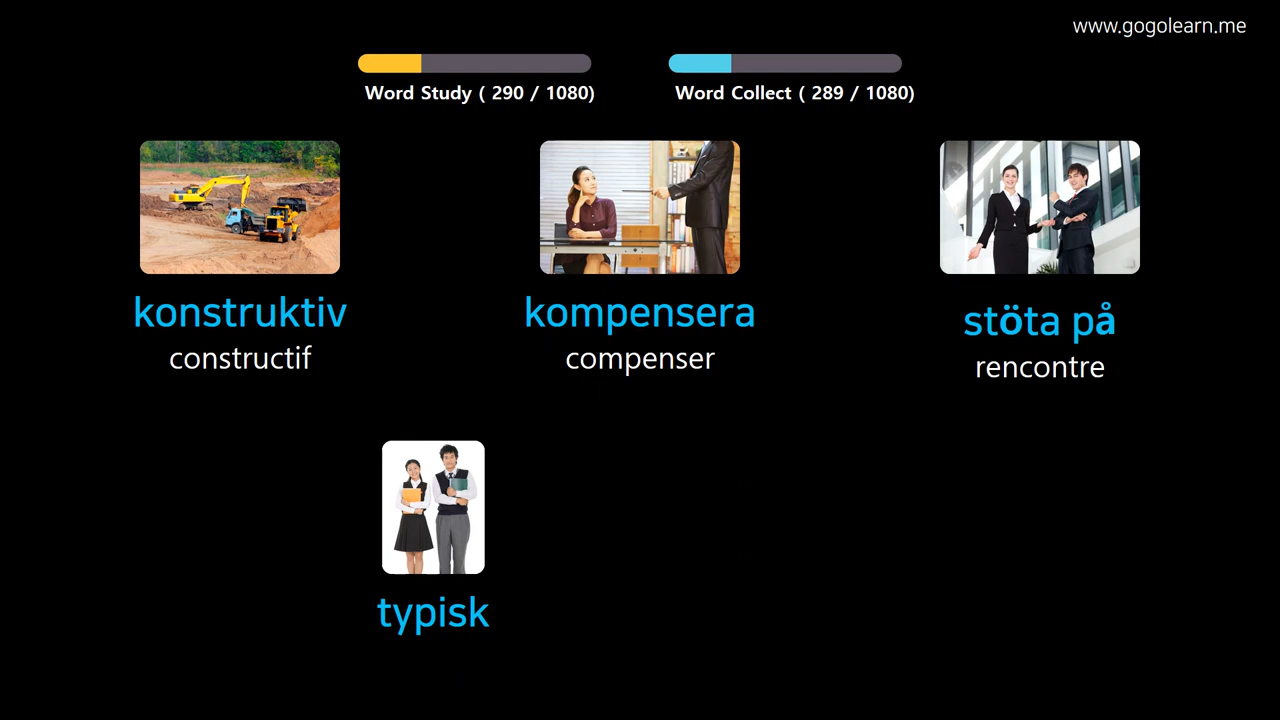 www.gogolearn.me
Word Study ( 290 / 1080)
Word Collect ( 289 / 1080)
konstruktiv
constructif
kompensera
compenser
stöta på
rencontre
typisk